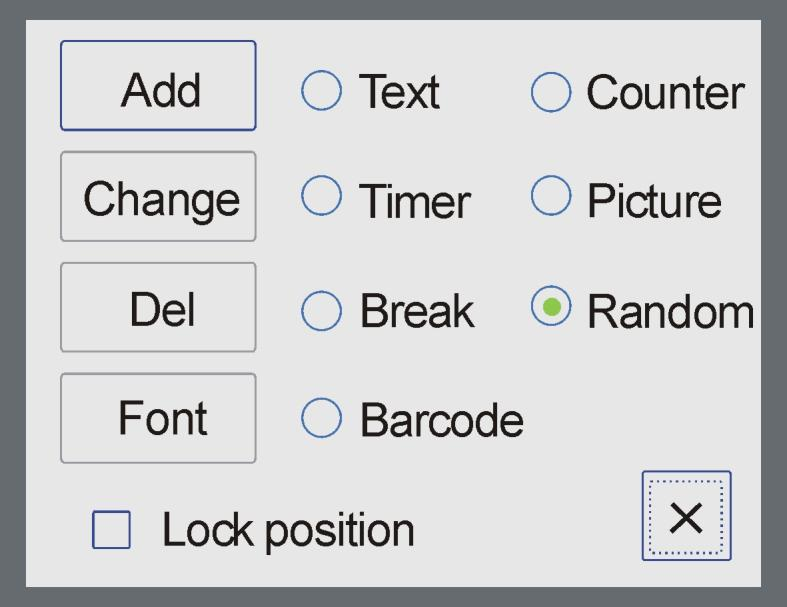 Add Text Counter
Change Timer Picture
Del Break Random
Font Barcode
Lock position